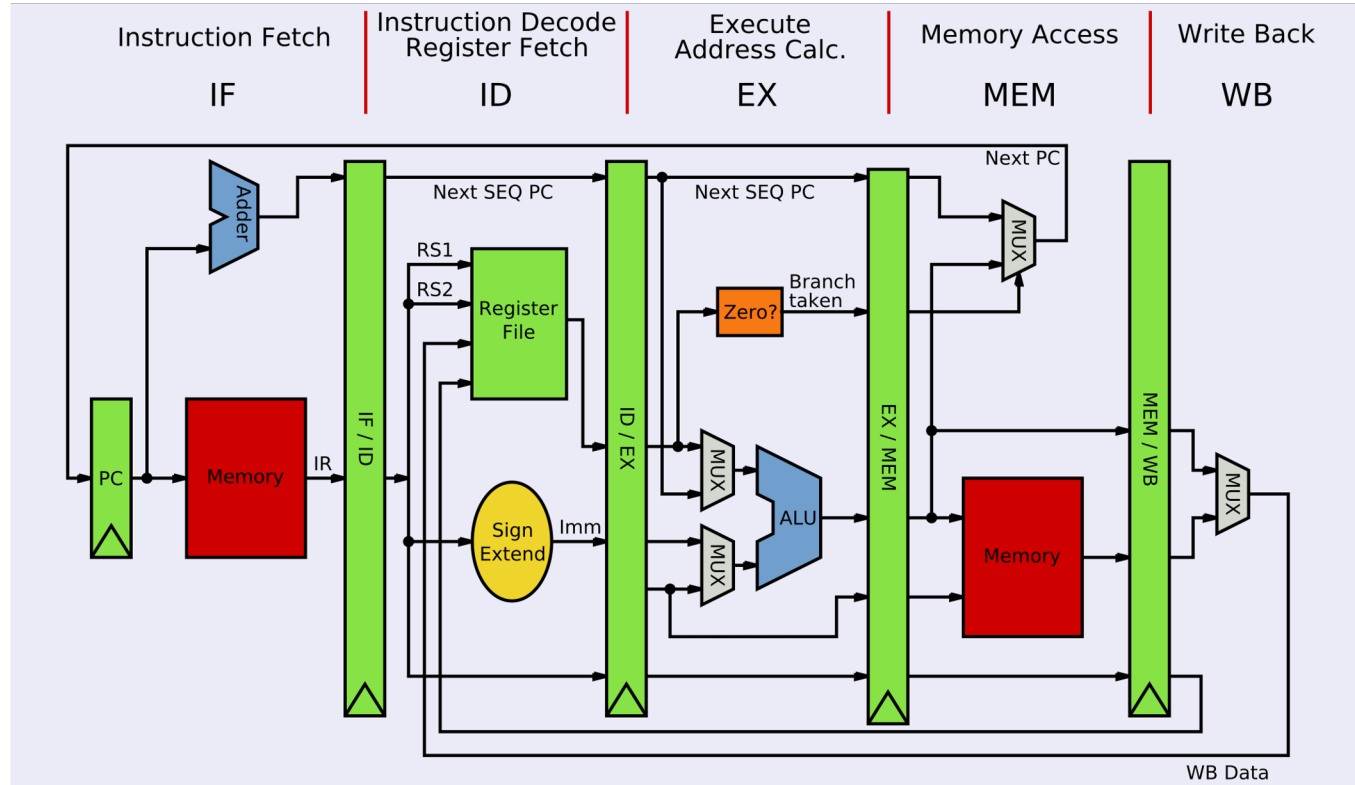 Instruction Fetch
IF
Instruction Decode
Register Fetch
ID
Execute
Address Calc.
EX
Memory Access
MEM
Write Back
WB
Next PC
Adder
Next SEQ PC
Next SEQ PC
MUX
RS1
RS2
Register
File
Branch
taken
Zero?
PC
Memory
IR
IF / ID
ID / EX
EX / MEM
MEM / WB
MUX
MUX
ALU
Sign
Extend
Imm
Memory
MUX
WB Data